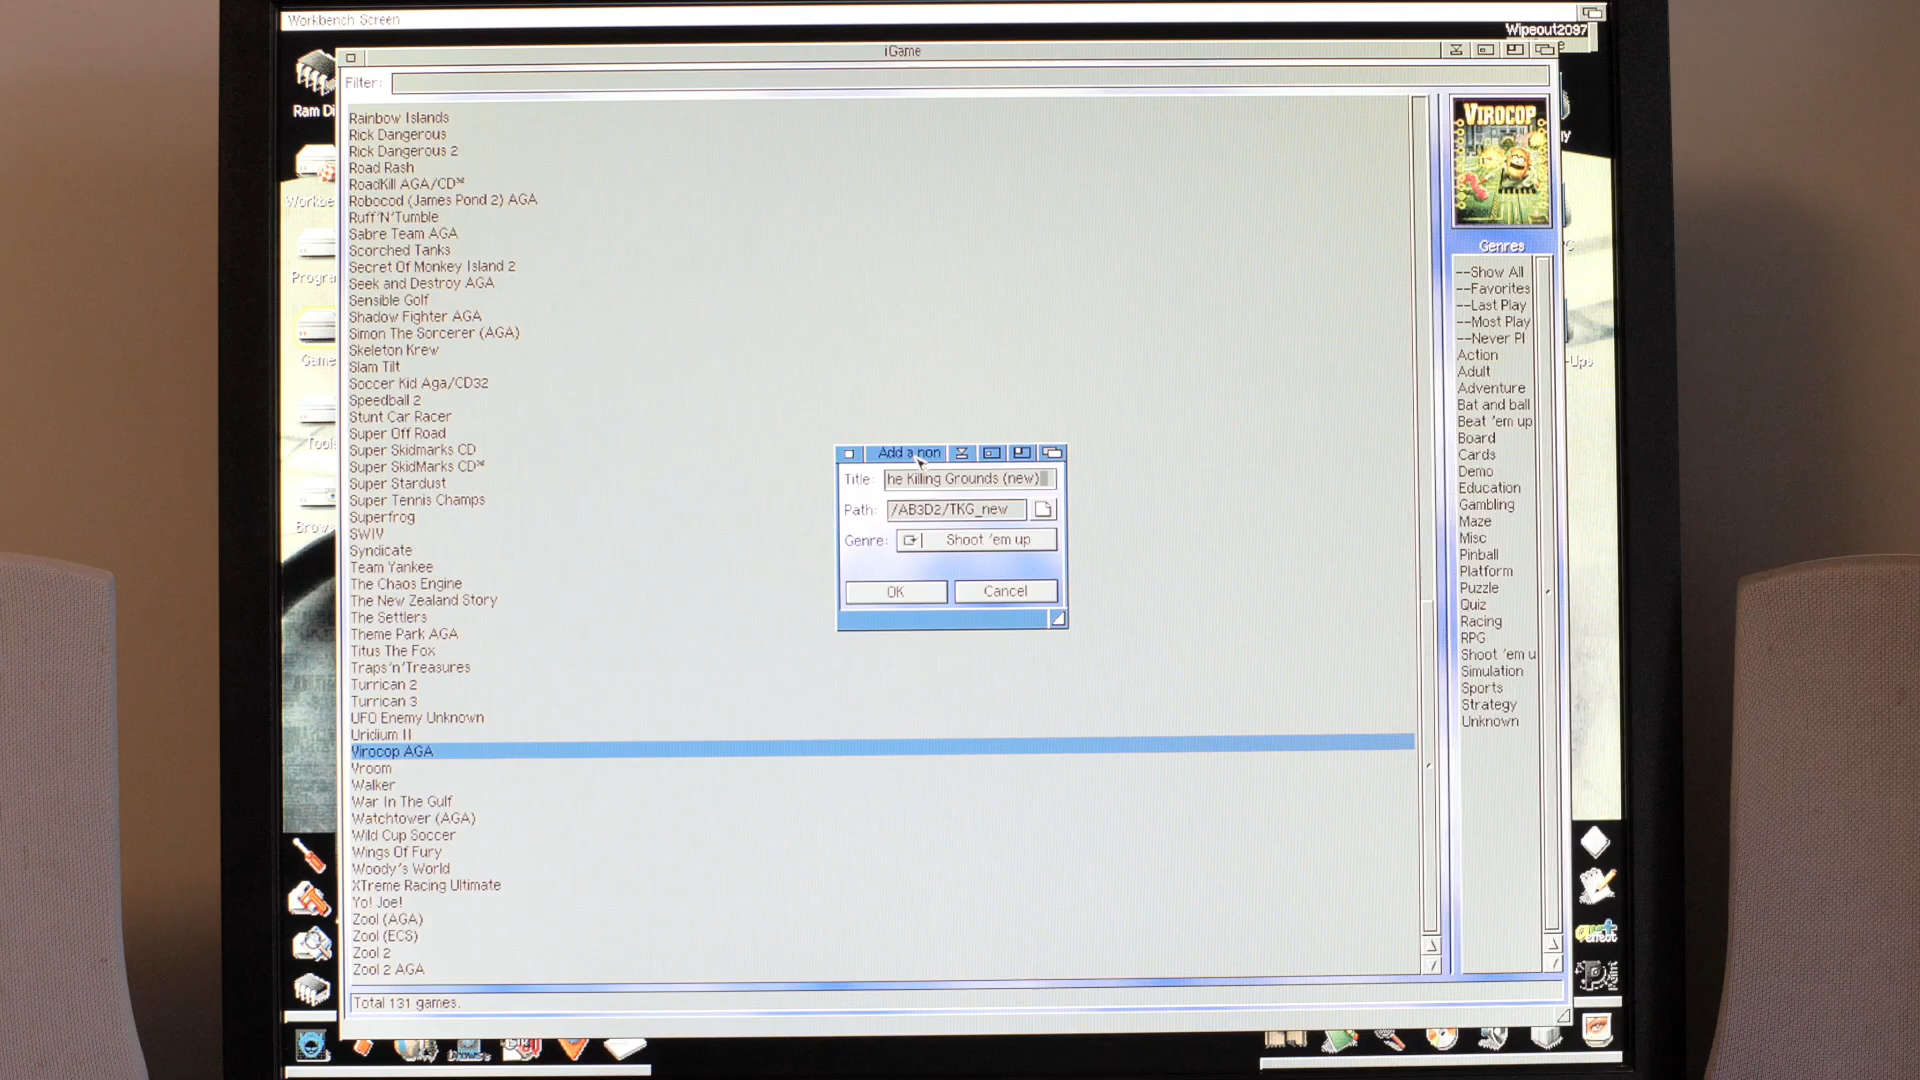 Workbench Screen
Wipeout2097
iGame
Ram Di
Filter:
Rainbow Islands
Rick Dangerous
Rick Dangerous 2
Road Rash
RoadKill AGA/CD³²
Robocod (James Pond 2) AGA
Ruff'N'Tumble
Sabre Team AGA
Scorched Tanks
Secret Of Monkey Island 2
Seek and Destroy AGA
Sensible Golf
Shadow Fighter AGA
Simon The Sorcerer (AGA)
Skeleton Krew
Slam Tilt
Soccer Kid Aga/CD32
Speedball 2
Stunt Car Racer
Super Off Road
Super Skidmarks CD
Super SkidMarks CD³²
Super Stardust
Super Tennis Champs
Superfrog
SWIV
Syndicate
Team Yankee
The Chaos Engine
The New Zealand Story
The Settlers
Theme Park AGA
Titus The Fox
Traps'n'Treasures
Turrican 2
Turrican 3
UFO Enemy Unknown
Uridium II
Virocop AGA
Vroom
Walker
War In The Gulf
Watchtower (AGA)
Wild Cup Soccer
Wings Of Fury
Woody's World
XTreme Racing Ultimate
Yo! Joe!
Zool (AGA)
Zool (ECS)
Zool 2
Zool 2 AGA
Total 131 games.
Workbe
Progra
Game
Tools
Brows
Add a non
Title: he Killing Grounds (new)
Path: /AB3D2/TKG_new
Genre: Shoot 'em up
OK
Cancel
VIROCOP
Genres
--Show All
--Favorites
--Last Play
--Most Play
--Never Pl
Action
Adult
Adventure
Bat and ball
Beat 'em up
Board
Cards
Demo
Education
Gambling
Maze
Misc
Pinball
Platform
Puzzle
Quiz
Racing
RPG
Shoot 'em u
Simulation
Sports
Strategy
Unknown
-Ups